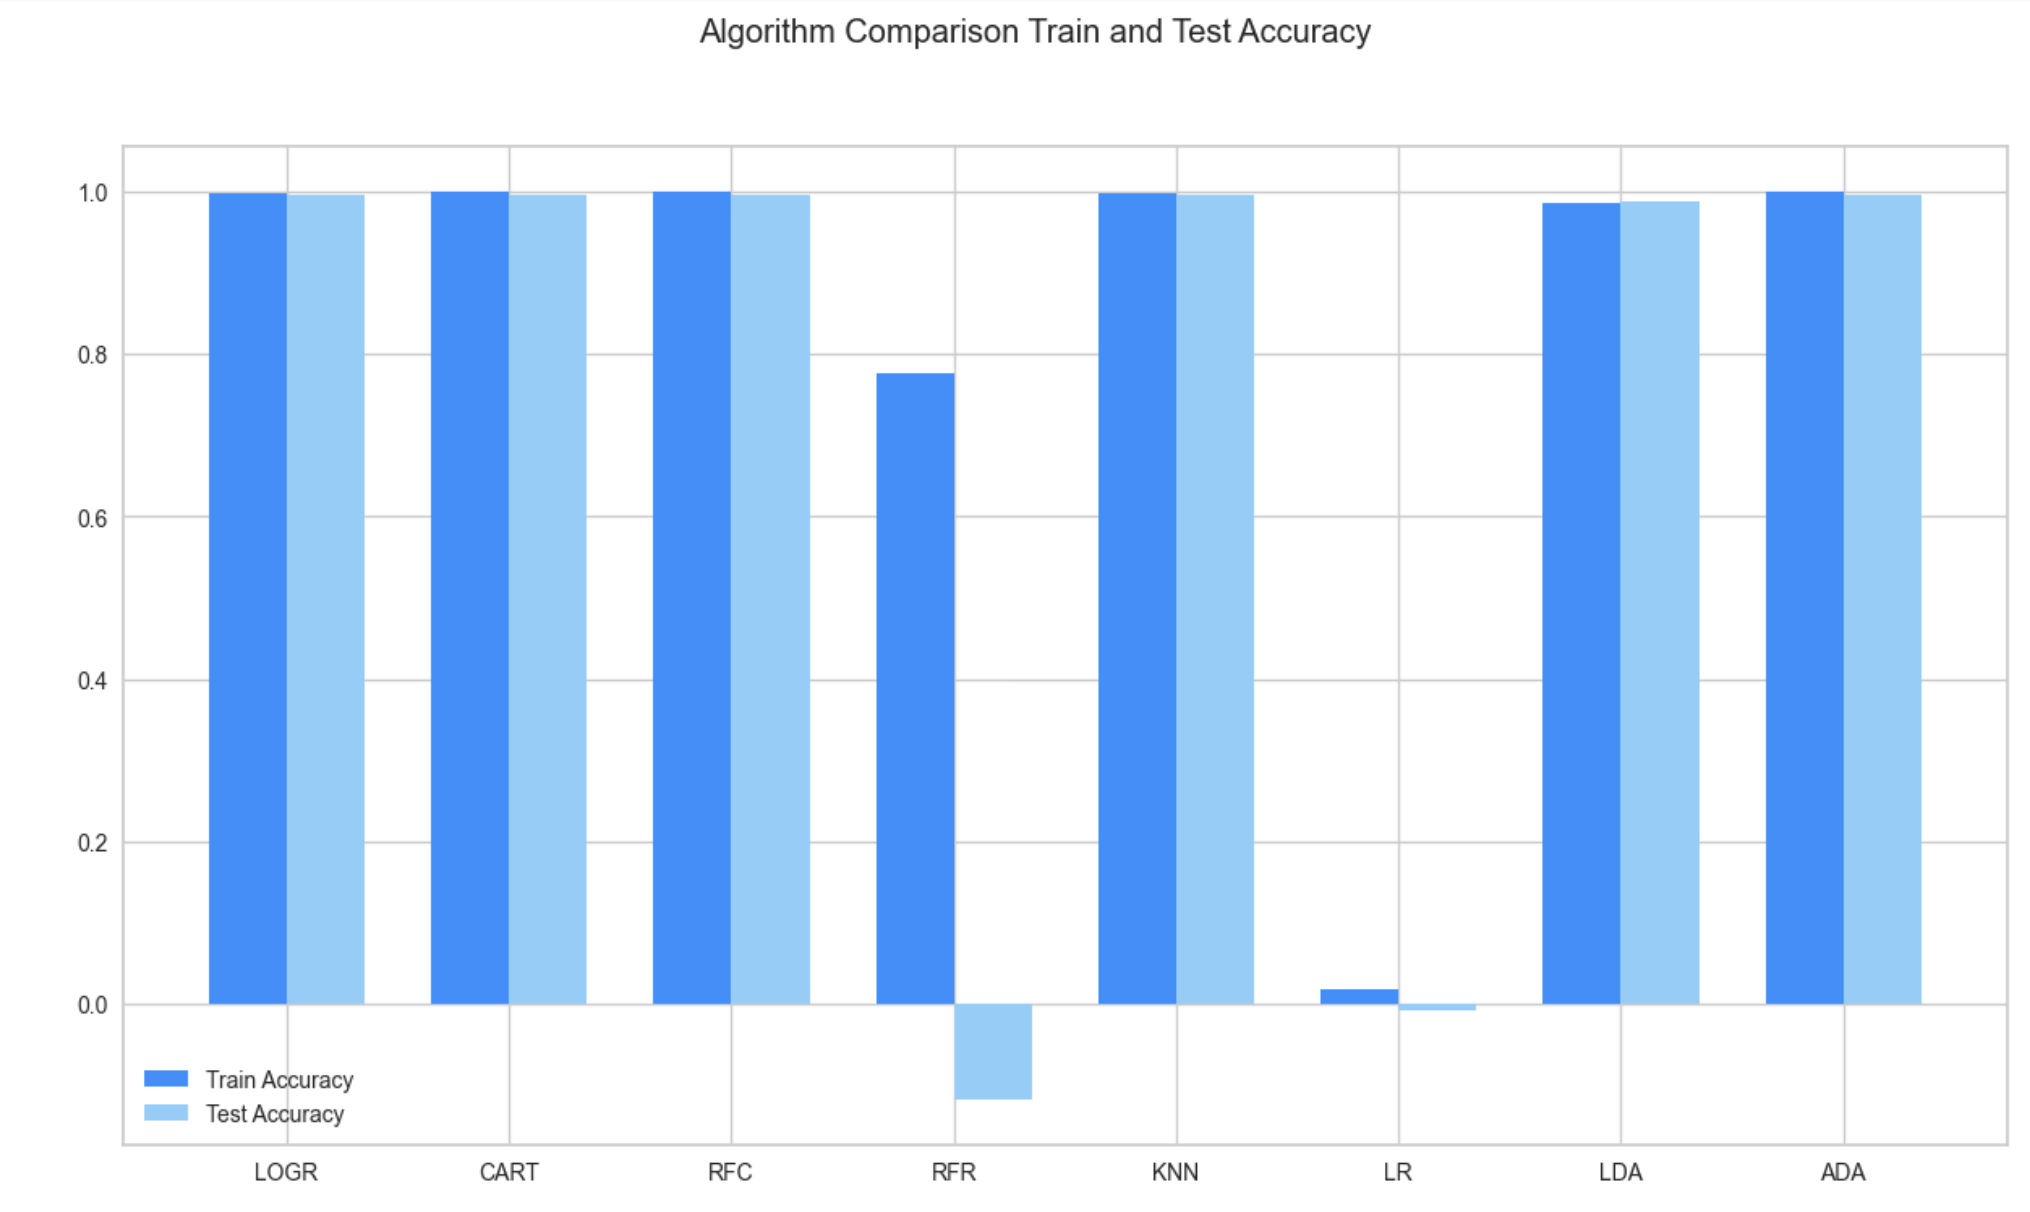 Algorithm Comparison Train and Test Accuracy
1.0
0.8
0.6
0.4
0.2
0.0
Train Accuracy
Test Accuracy
LOGR CART RFC RFR KNN LR LDA ADA